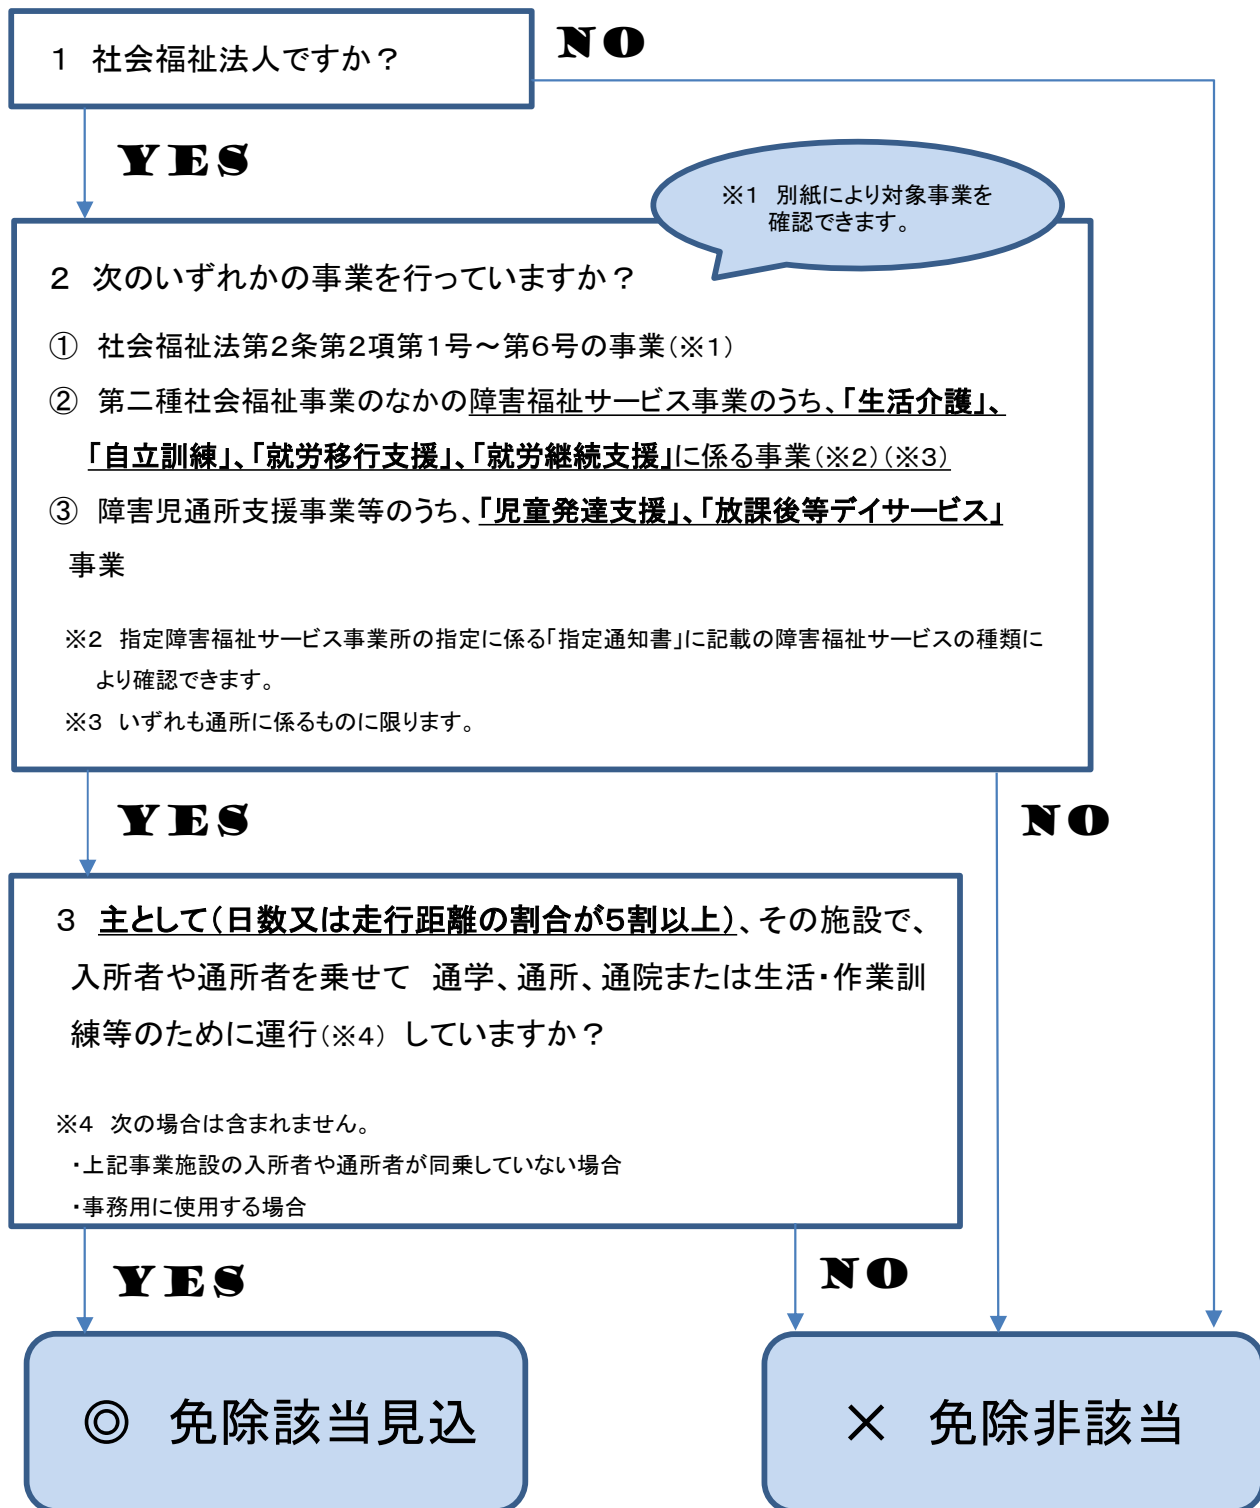 １ 社会福祉法人ですか？
NO
YES
※１ 別紙により対象事業を
確認できます。
２ 次のいずれかの事業を行っていますか？
① 社会福祉法第２条第２項第１号～第６号の事業（※１）
② 第二種社会福祉事業のなかの障害福祉サービス事業のうち、「生活介護」、
「自立訓練」、「就労移行支援」、「就労継続支援」に係る事業（※２）（※３）
③ 障害児通所支援事業等のうち、「児童発達支援」、「放課後等デイサービス」
事業
※２ 指定障害福祉サービス事業所の指定に係る「指定通知書」に記載の障害福祉サービスの種類に
より確認できます。
※３ いずれも通所に係るものに限ります。
YES
NO
３ 主として（日数又は走行距離の割合が５割以上）、その施設で、
入所者や通所者を乗せて 通学、通所、通院または生活・作業訓
練等のために運行（※４） していますか？
※４ 次の場合は含まれません。
・上記事業施設の入所者や通所者が同乗していない場合
・事務用に使用する場合
YES
NO
◎ 免除該当見込
× 免除非該当